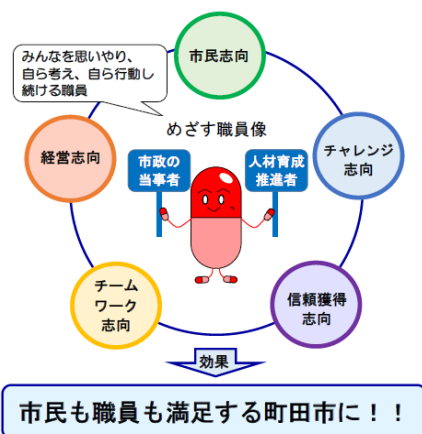 みんなを思いやり、
自ら考え、自ら行動し
続ける職員
市民志向
めざす職員像
経営志向
市政の
当事者
人材育成
推進者
チャレンジ
志向
チーム
ワーク
志向
信頼獲得
志向
効果
市民も職員も満足する町田市に！！